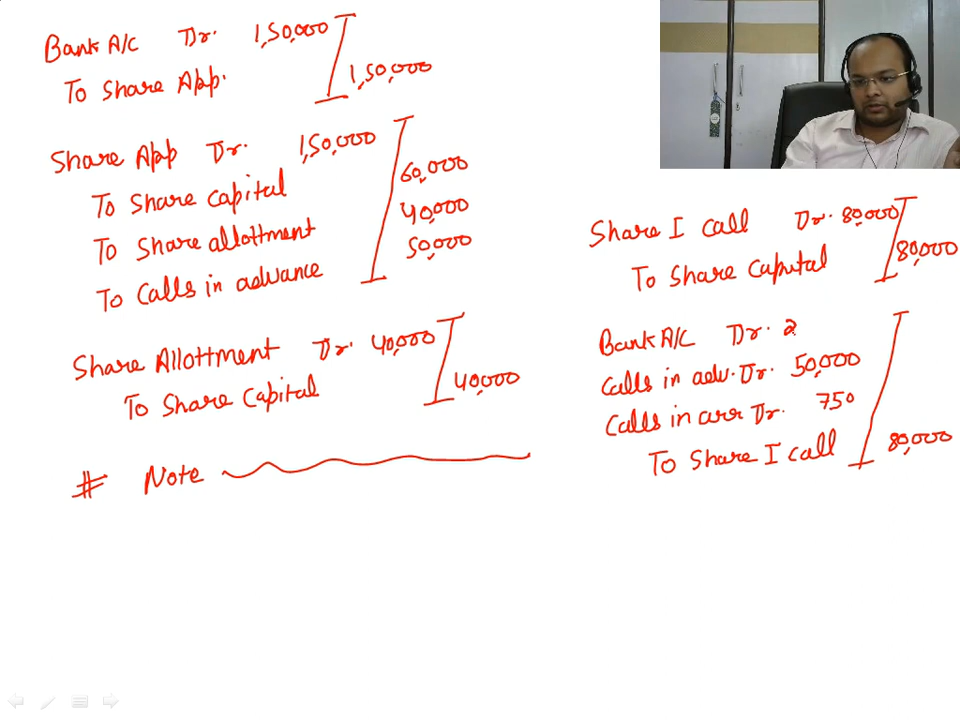 Bank A/C Dr. 1,50,000
To Share App. 1,50,000
Share App Dr. 1,50,000
To Share capital 60,000
To Share allottment 40,000
To Calls in advance 50,000
Share Allottment Dr. 40,000
To Share Capital 40,000
# Note
Share I call Dr. 80,000
To Share capital 80,000
Bank A/C Dr. 2
Calls in adv. Dr. 50,000
Calls in arr Dr. 750
To Share I call 80,000